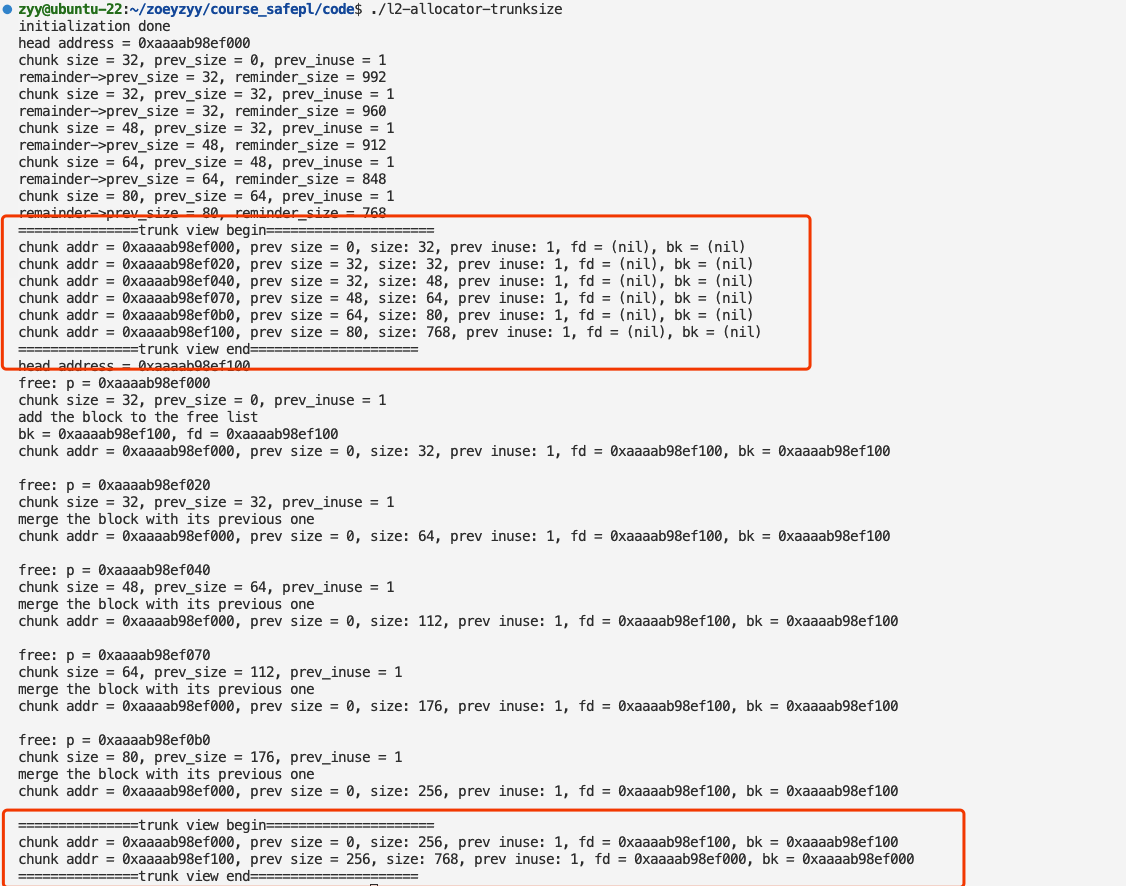 zyy@ubuntu-22:~/zoeyzyy/course_safepl/code$ ./l2-allocator-trunksize
initialization done
head address = 0xaaaab98ef000
chunk size = 32, prev_size = 0, prev_inuse = 1
remainder->prev_size = 32, reminder_size = 992
chunk size = 32, prev_size = 32, prev_inuse = 1
remainder->prev_size = 32, reminder_size = 960
chunk size = 48, prev_size = 32, prev_inuse = 1
remainder->prev_size = 48, reminder_size = 912
chunk size = 64, prev_size = 48, prev_inuse = 1
remainder->prev_size = 64, reminder_size = 848
chunk size = 80, prev_size = 64, prev_inuse = 1
remainder->prev_size = 80, reminder_size = 768
===============trunk view begin=====================
chunk addr = 0xaaaab98ef000, prev size = 0, size: 32, prev inuse: 1, fd = (nil), bk = (nil)
chunk addr = 0xaaaab98ef020, prev size = 32, size: 32, prev inuse: 1, fd = (nil), bk = (nil)
chunk addr = 0xaaaab98ef040, prev size = 32, size: 48, prev inuse: 1, fd = (nil), bk = (nil)
chunk addr = 0xaaaab98ef070, prev size = 48, size: 64, prev inuse: 1, fd = (nil), bk = (nil)
chunk addr = 0xaaaab98ef0b0, prev size = 64, size: 80, prev inuse: 1, fd = (nil), bk = (nil)
chunk addr = 0xaaaab98ef100, prev size = 80, size: 768, prev inuse: 1, fd = (nil), bk = (nil)
===============trunk view end=====================
head address = 0xaaaab98ef100
free: p = 0xaaaab98ef000
chunk size = 32, prev_size = 0, prev_inuse = 1
add the block to the free list
bk = 0xaaaab98ef100, fd = 0xaaaab98ef100
chunk addr = 0xaaaab98ef000, prev size = 0, size: 32, prev inuse: 1, fd = 0xaaaab98ef100, bk = 0xaaaab98ef100
free: p = 0xaaaab98ef020
chunk size = 32, prev_size = 32, prev_inuse = 1
merge the block with its previous one
chunk addr = 0xaaaab98ef000, prev size = 0, size: 64, prev inuse: 1, fd = 0xaaaab98ef100, bk = 0xaaaab98ef100
free: p = 0xaaaab98ef040
chunk size = 48, prev_size = 64, prev_inuse = 1
merge the block with its previous one
chunk addr = 0xaaaab98ef000, prev size = 0, size: 112, prev inuse: 1, fd = 0xaaaab98ef100, bk = 0xaaaab98ef100
free: p = 0xaaaab98ef070
chunk size = 64, prev_size = 112, prev_inuse = 1
merge the block with its previous one
chunk addr = 0xaaaab98ef000, prev size = 0, size: 176, prev inuse: 1, fd = 0xaaaab98ef100, bk = 0xaaaab98ef100
free: p = 0xaaaab98ef0b0
chunk size = 80, prev_size = 176, prev_inuse = 1
merge the block with its previous one
chunk addr = 0xaaaab98ef000, prev size = 0, size: 256, prev inuse: 1, fd = 0xaaaab98ef100, bk = 0xaaaab98ef100
===============trunk view begin=====================
chunk addr = 0xaaaab98ef000, prev size = 0, size: 256, prev inuse: 1, fd = 0xaaaab98ef100, bk = 0xaaaab98ef100
chunk addr = 0xaaaab98ef100, prev size = 256, size: 768, prev inuse: 1, fd = 0xaaaab98ef000, bk = 0xaaaab98ef000
===============trunk view end=====================